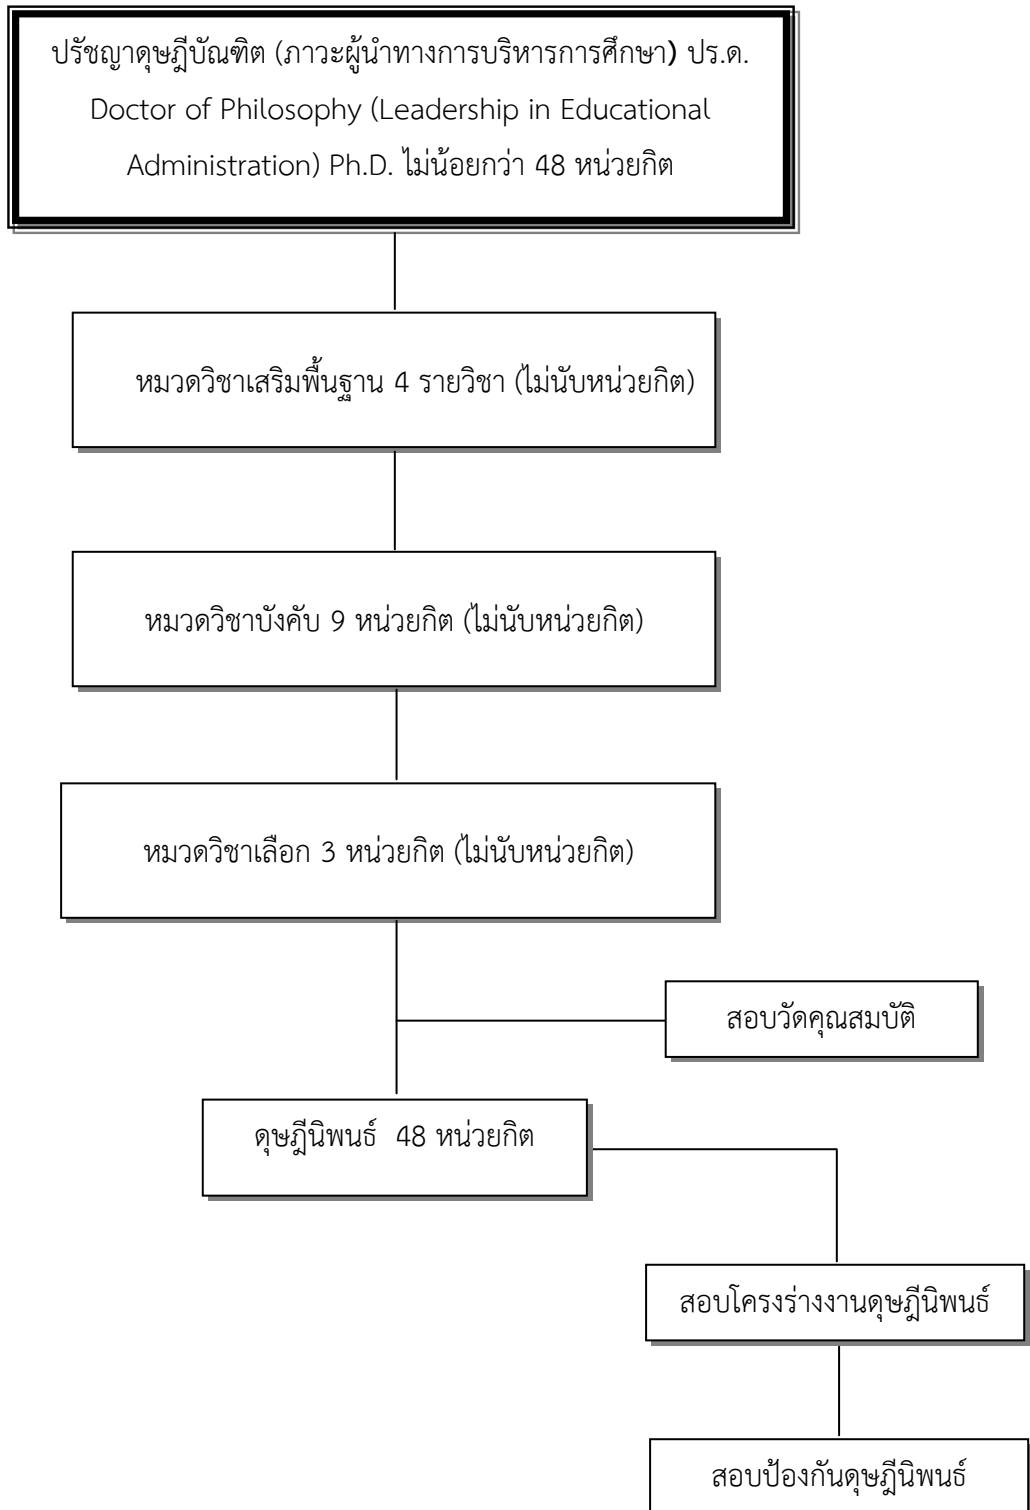 ปรัชญาดุษฎีบัณฑิต (ภาวะผู้นำทางการบริหารการศึกษา) ปร.ด.
Doctor of Philosophy (Leadership in Educational
Administration) Ph.D. ไม่น้อยกว่า 48 หน่วยกิต
หมวดวิชาเสริมพื้นฐาน 4 รายวิชา (ไม่นับหน่วยกิต)
หมวดวิชาบังคับ 9 หน่วยกิต (ไม่นับหน่วยกิต)
หมวดวิชาเลือก 3 หน่วยกิต (ไม่นับหน่วยกิต)
สอบวัดคุณสมบัติ
ดุษฎีนิพนธ์ 48 หน่วยกิต
สอบโครงร่างงานดุษฎีนิพนธ์
สอบป้องกันดุษฎีนิพนธ์